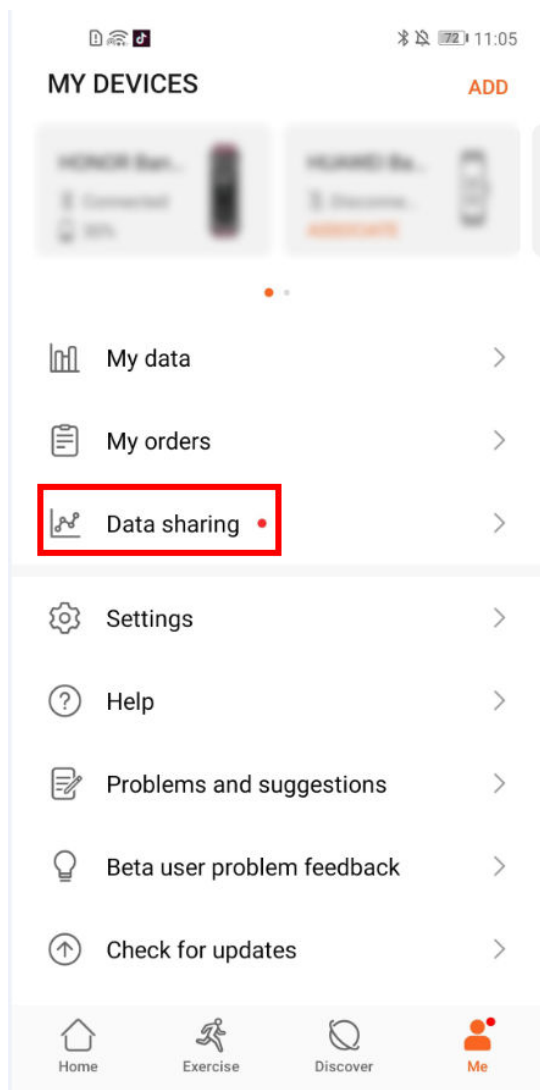 72 11:05
MY DEVICES
ADD
My data
My orders
Data sharing
Settings
Help
Problems and suggestions
Beta user problem feedback
Check for updates
Home Exercise Discover Me